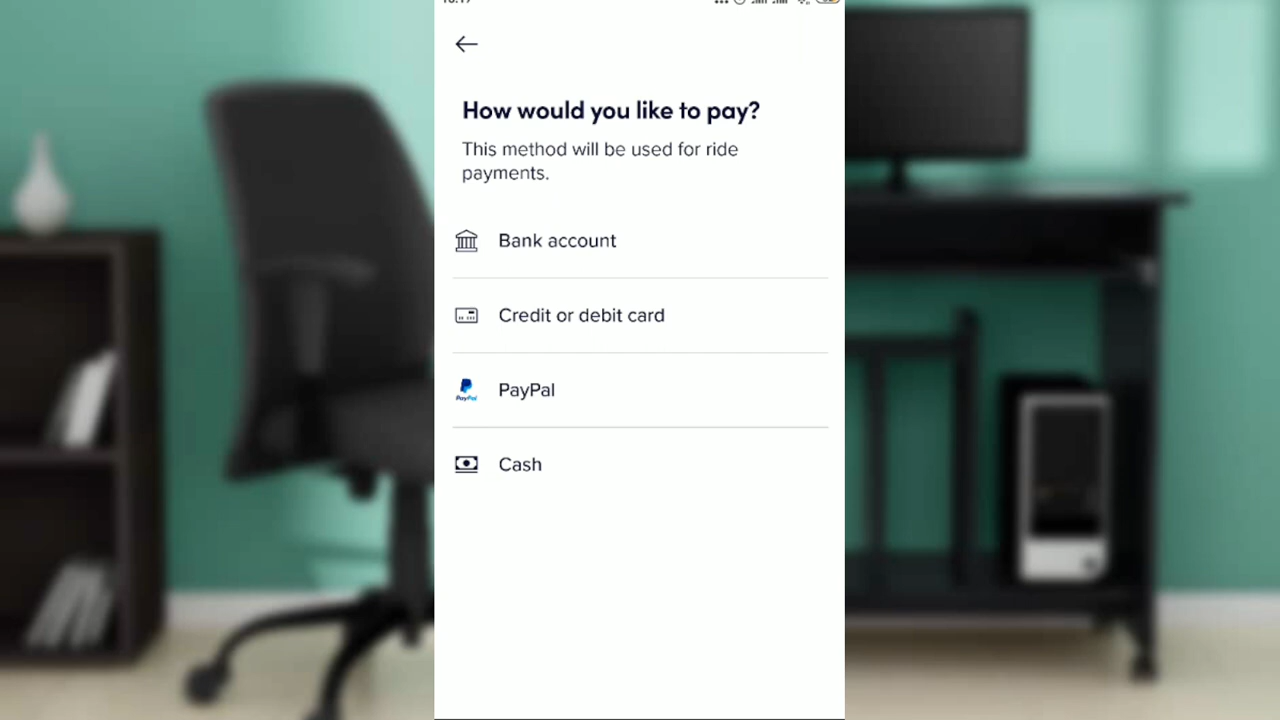 How would you like to pay?
This method will be used for ride
payments.
Bank account
Credit or debit card
PayPal
PayPal
Cash